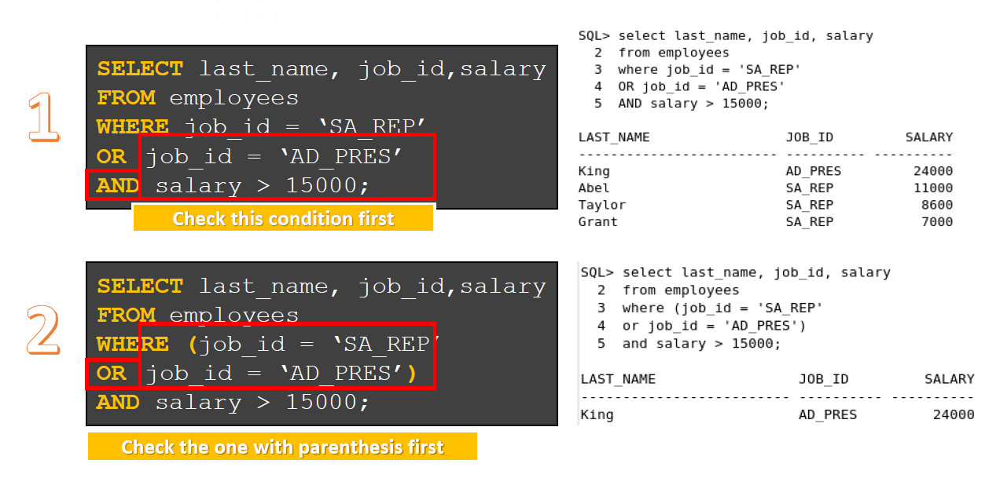 1
SELECT last_name, job_id,salary
FROM employees
WHERE job_id = ‘SA_REP’
OR job_id = ‘AD_PRES’
AND salary > 15000;
Check this condition first
SQL> select last_name, job_id, salary
2 from employees
3 where job_id = 'SA_REP'
4 OR job_id = 'AD_PRES'
5 AND salary > 15000;
LAST_NAME JOB_ID SALARY
------------------------- ---------- ----------
King AD_PRES 24000
Abel SA_REP 11000
Taylor SA_REP 8600
Grant SA_REP 7000
2
SELECT last_name, job_id,salary
FROM employees
WHERE (job_id = ‘SA_REP’
OR job_id = ‘AD_PRES’)
AND salary > 15000;
Check the one with parenthesis first
SQL> select last_name, job_id, salary
2 from employees
3 where (job_id = 'SA_REP'
4 or job_id = 'AD_PRES')
5 and salary > 15000;
LAST_NAME JOB_ID SALARY
------------------------- ---------- ----------
King AD_PRES 24000